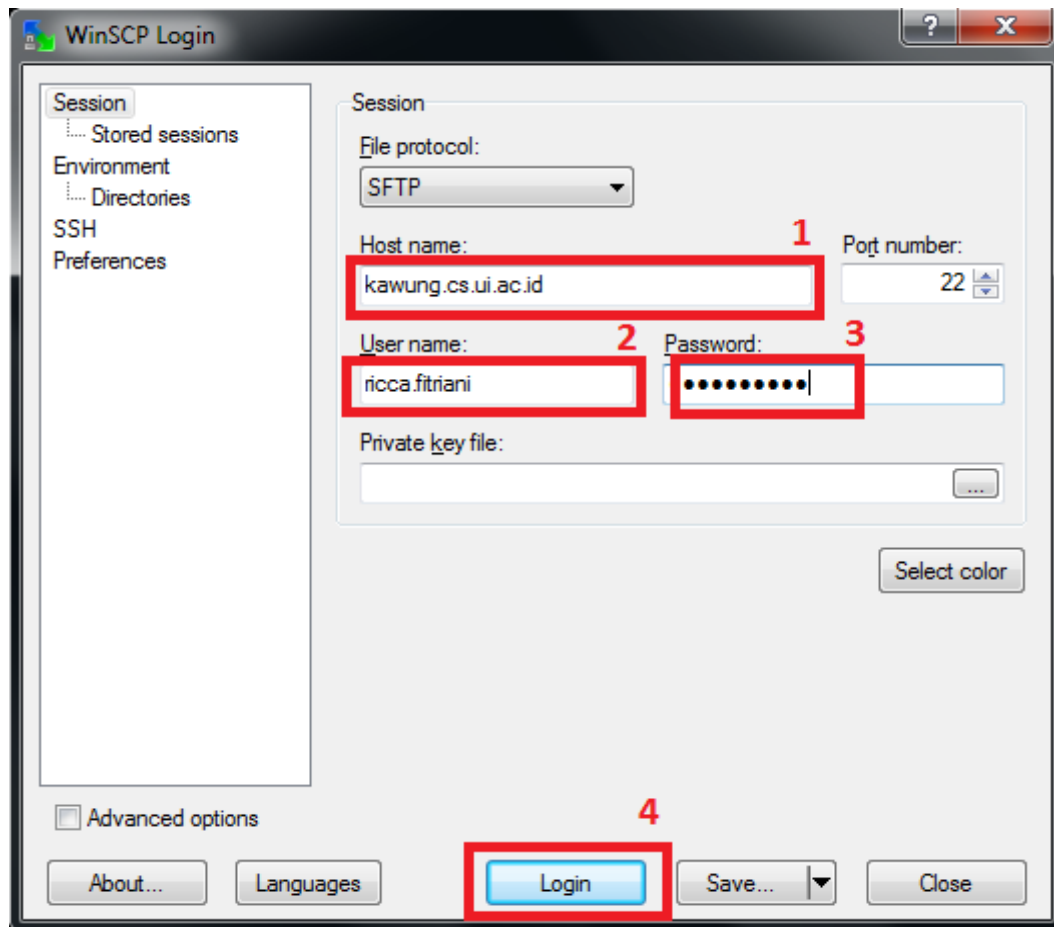 WinSCP Login
?
X
Session
Stored sessions
Environment
Directories
SSH
Preferences
Session
File protocol:
SFTP
Host name:
1
Port number:
kawung.cs.ui.ac.id
22
User name:
2
Password:
3
ricca.fitriani
●●●●●●●●●
Private key file:
...
Select color
Advanced options
4
About...
Languages
Login
Save...
Close